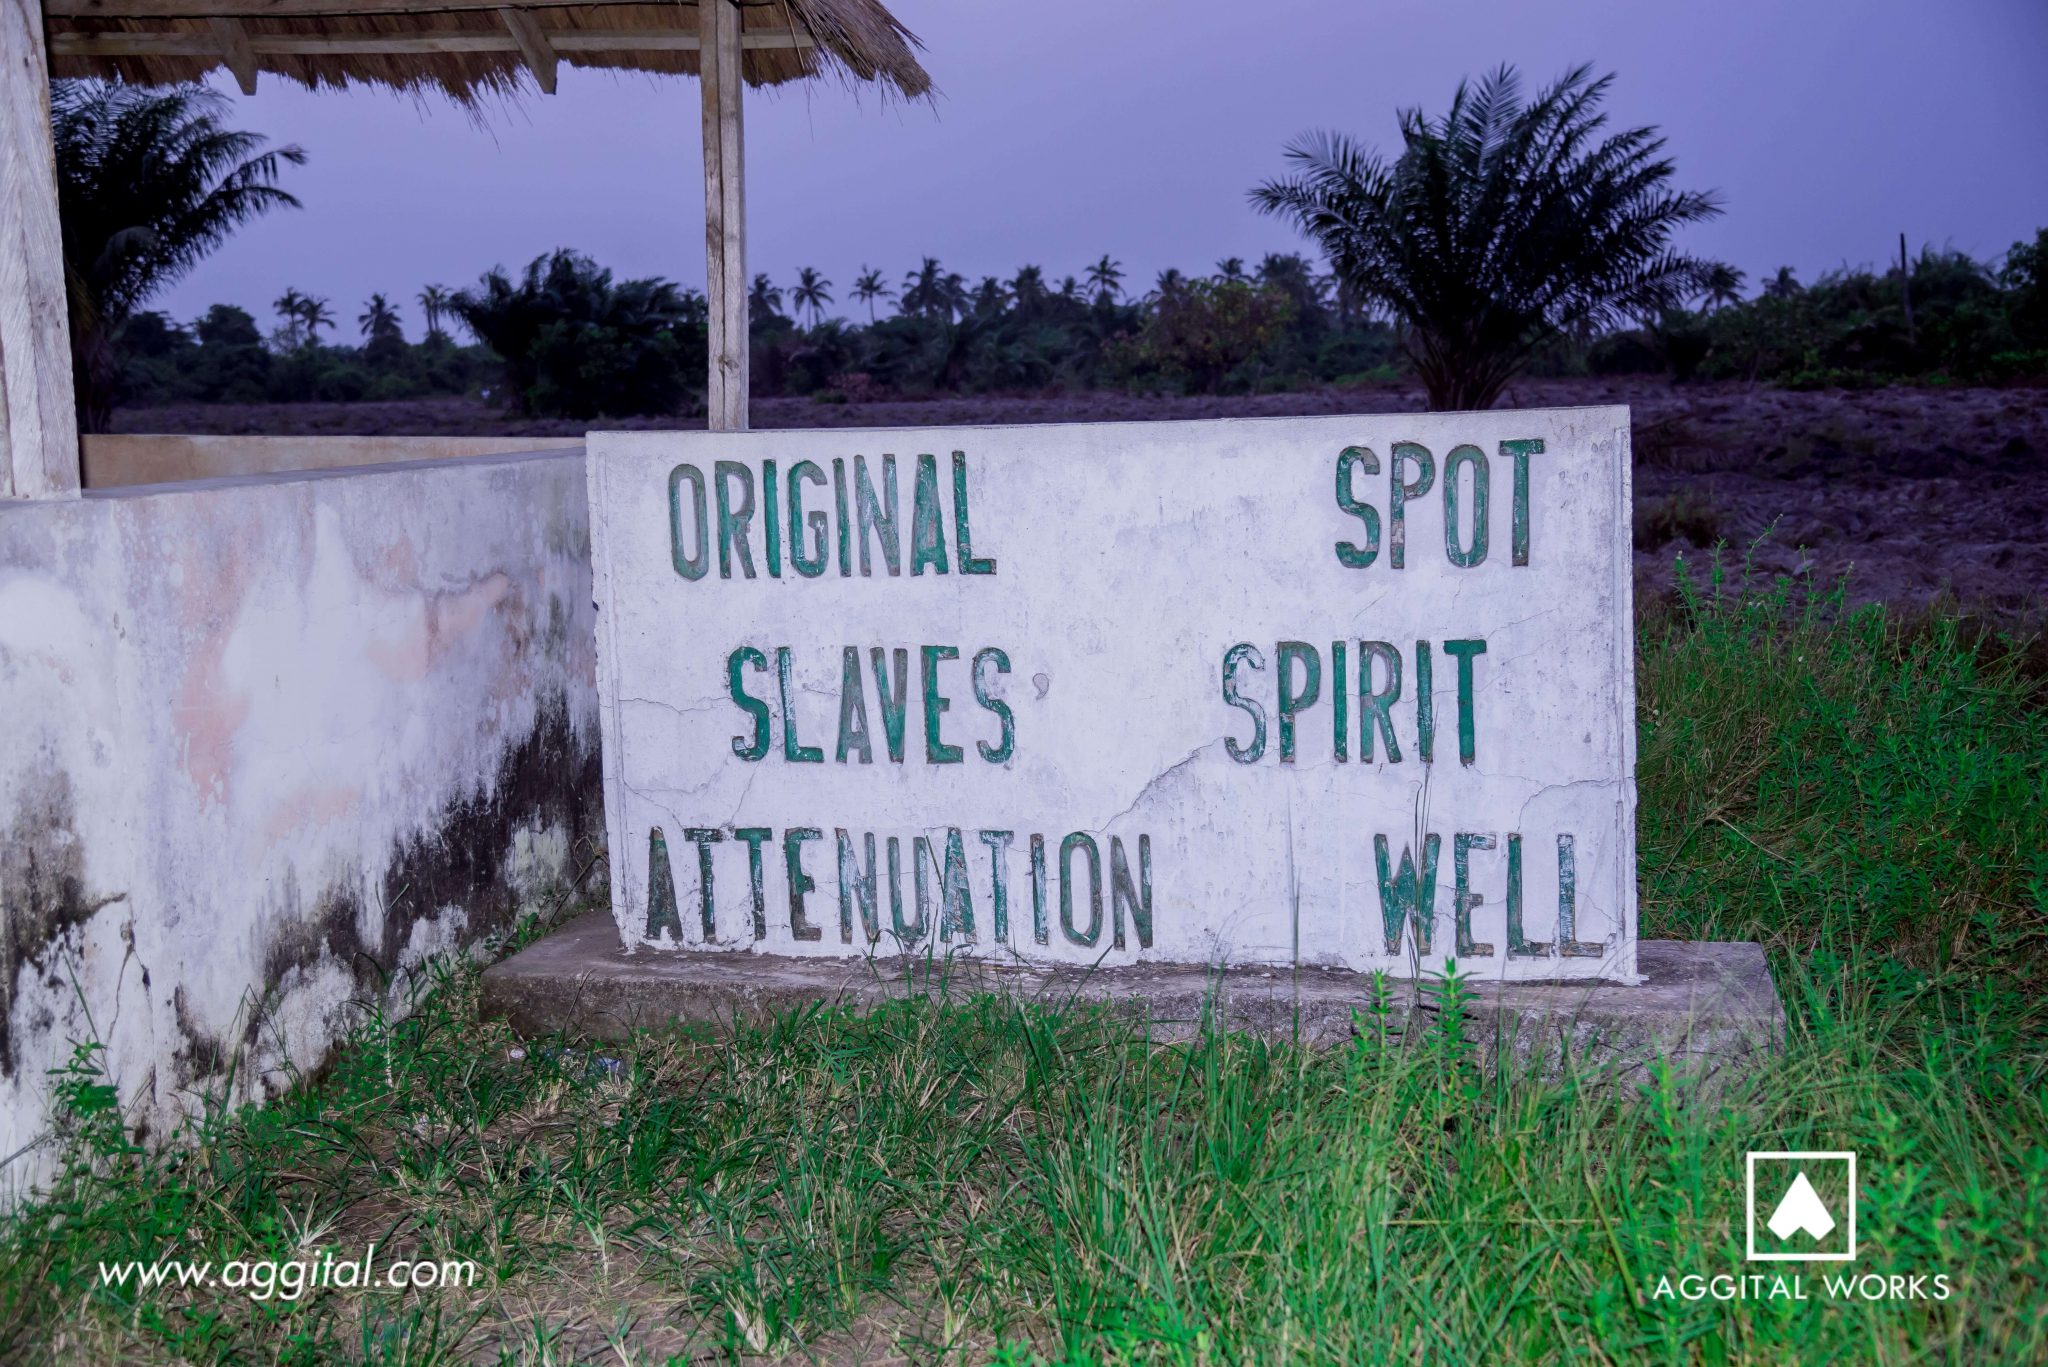 ORIGINAL SPOT
SLAVES' SPIRIT
ATTENUATION WELL
www.aggital.com
AGGITAL WORKS